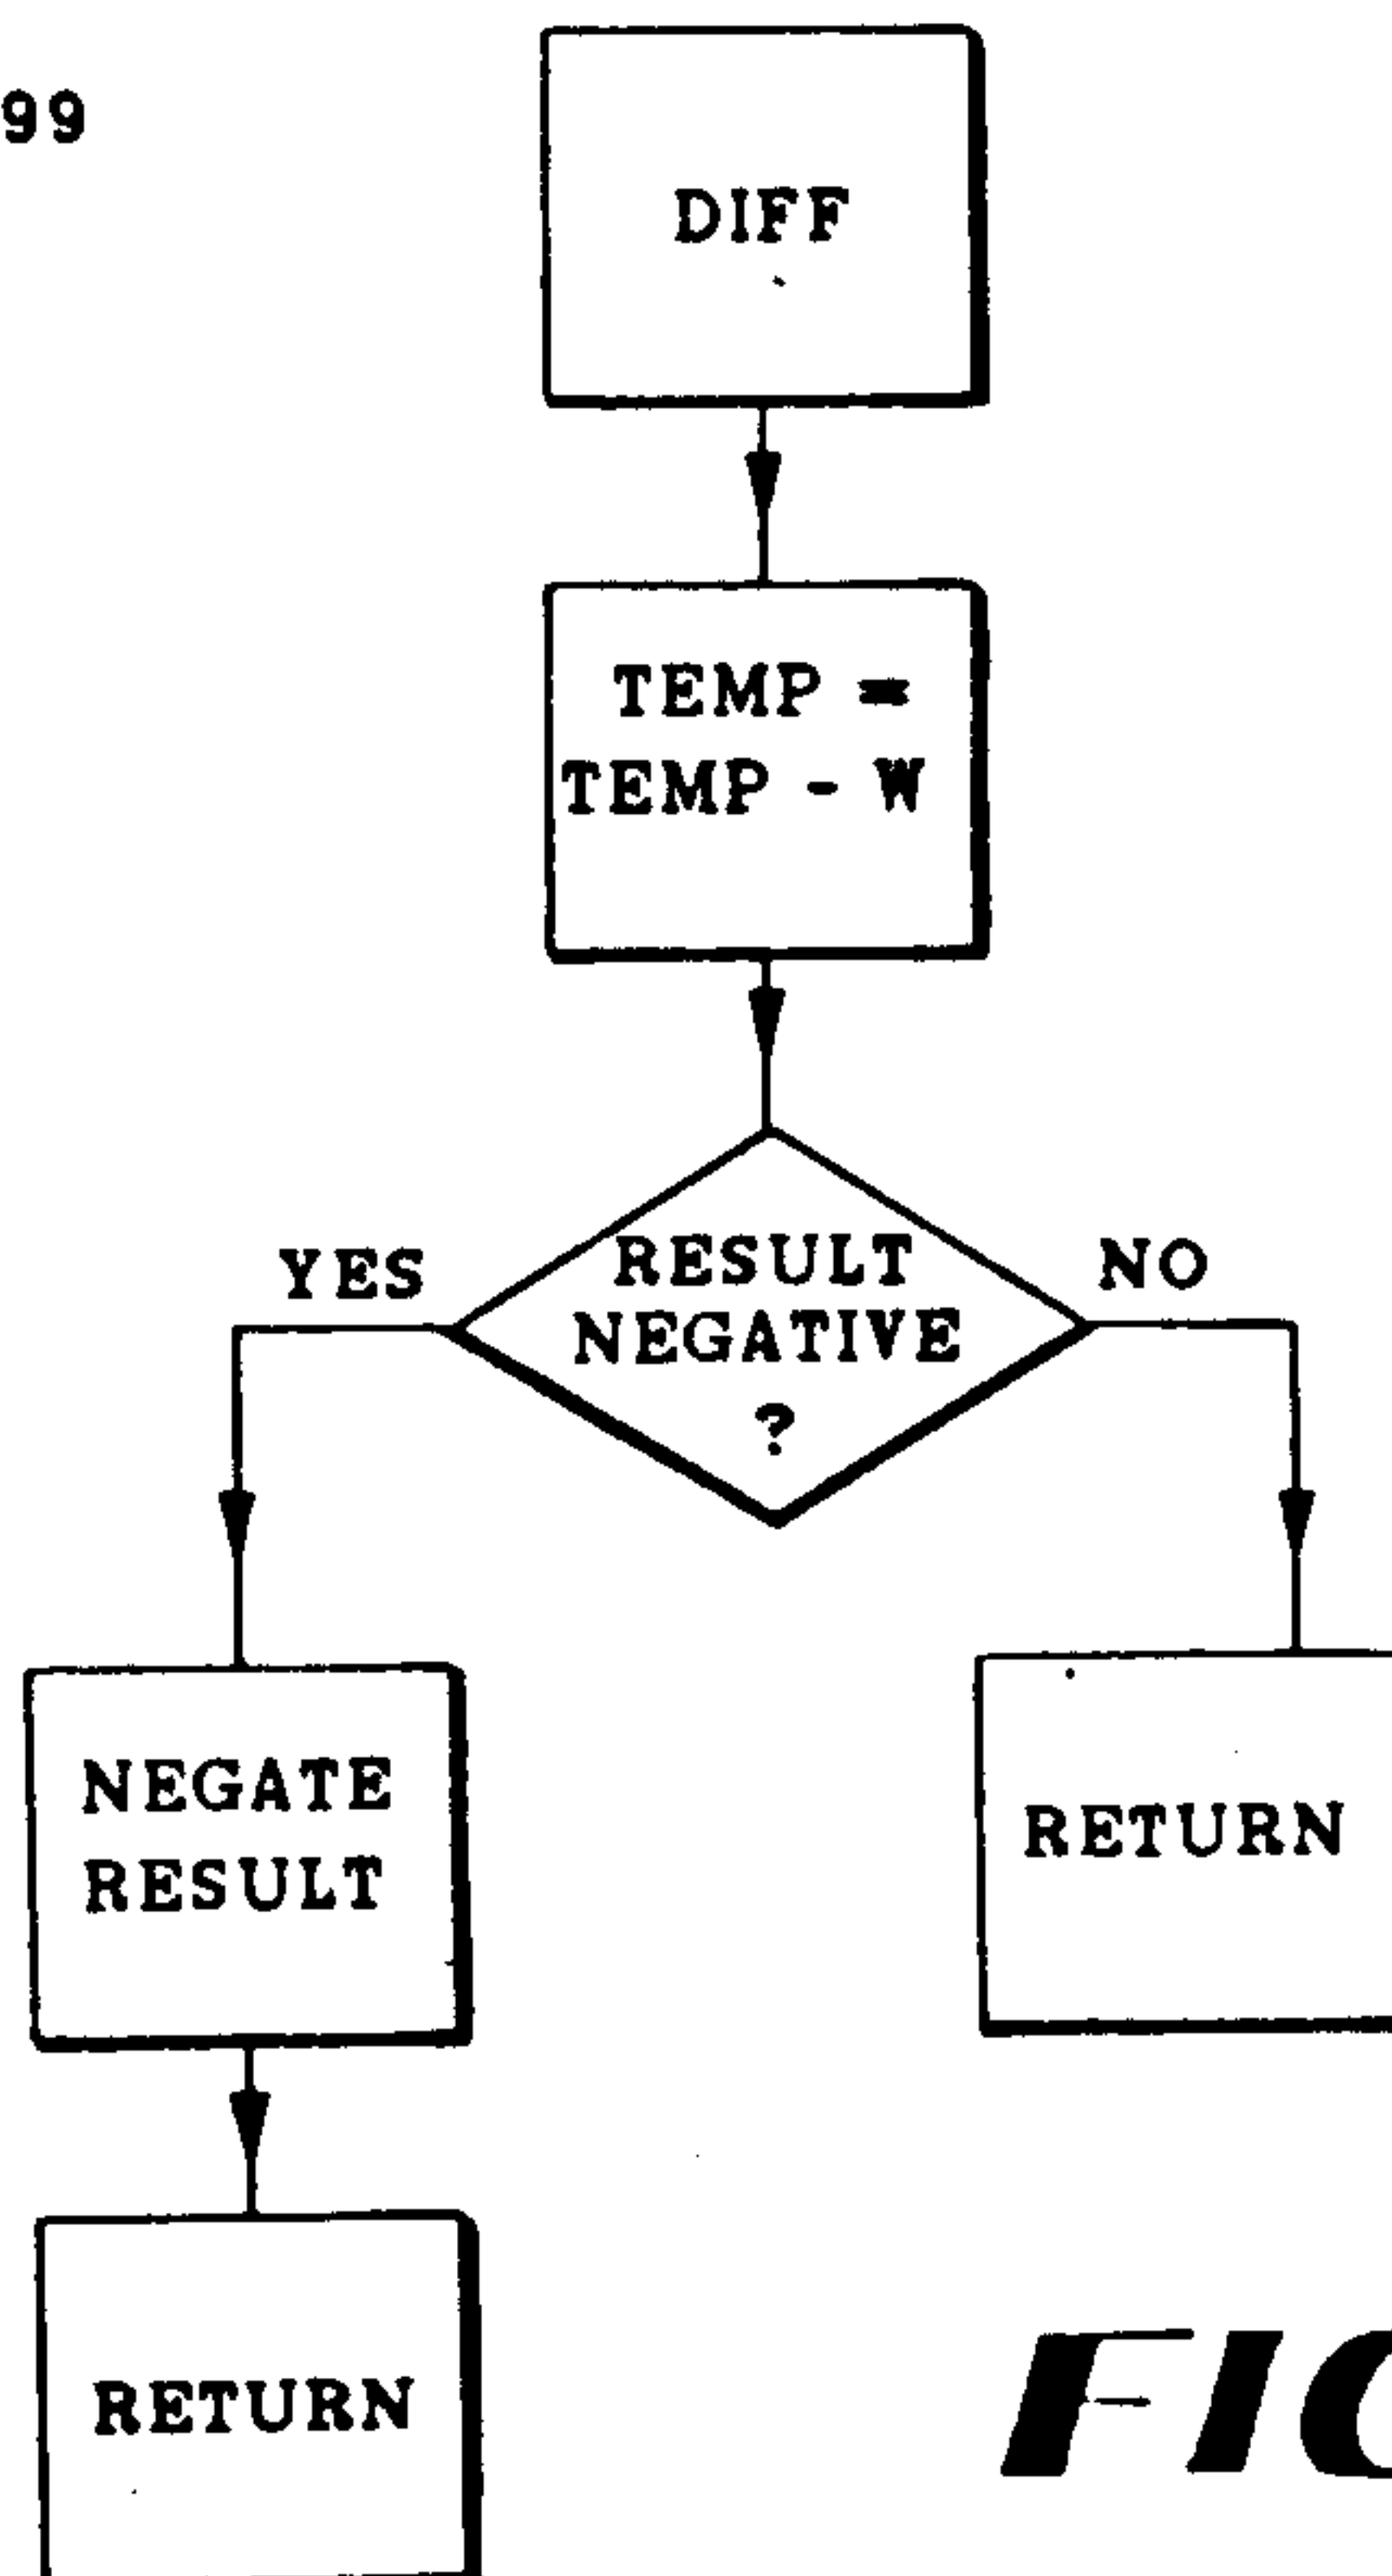 99
DIFF
TEMP =
TEMP - W
YES
RESULT
NEGATIVE
?
NO
NEGATE
RESULT
RETURN
RETURN